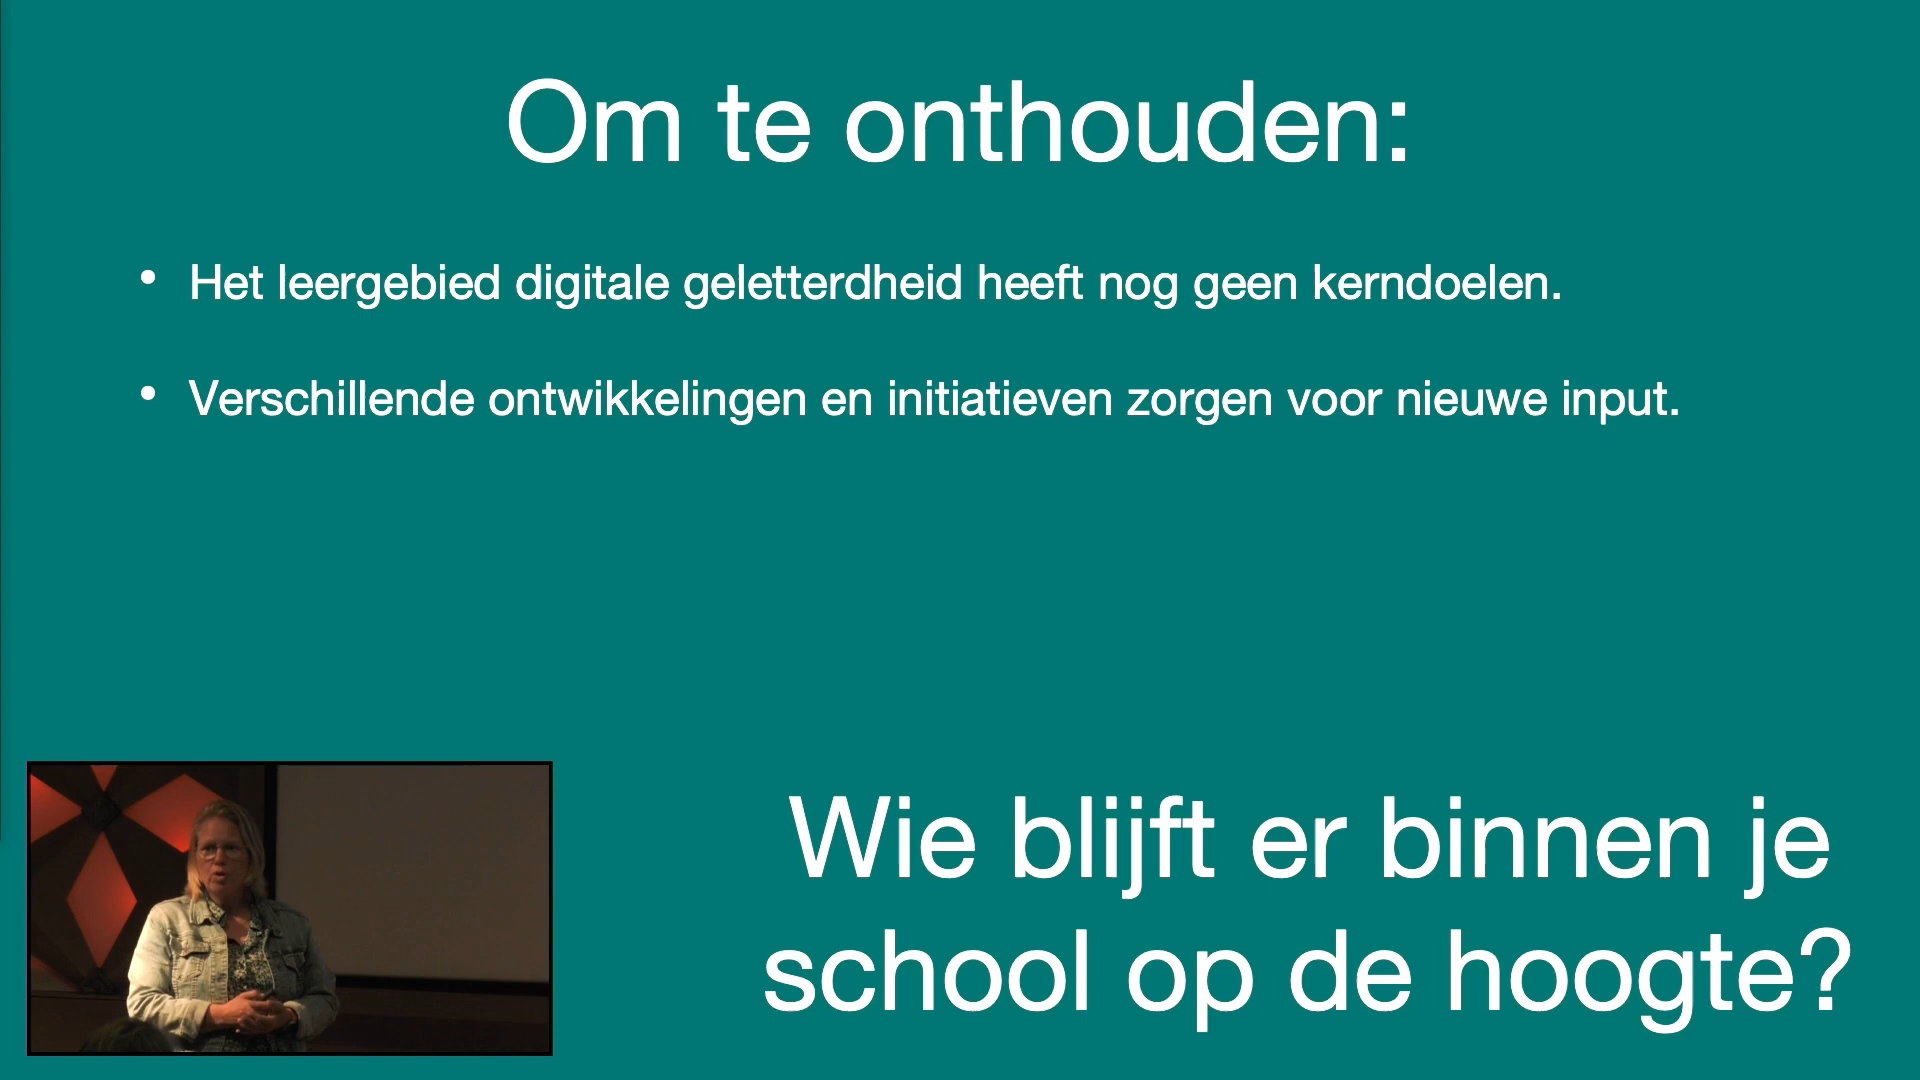 Om te onthouden:
• Het leergebied digitale geletterdheid heeft nog geen kerndoelen.
• Verschillende ontwikkelingen en initiatieven zorgen voor nieuwe input.
Wie blijft er binnen je
school op de hoogte?